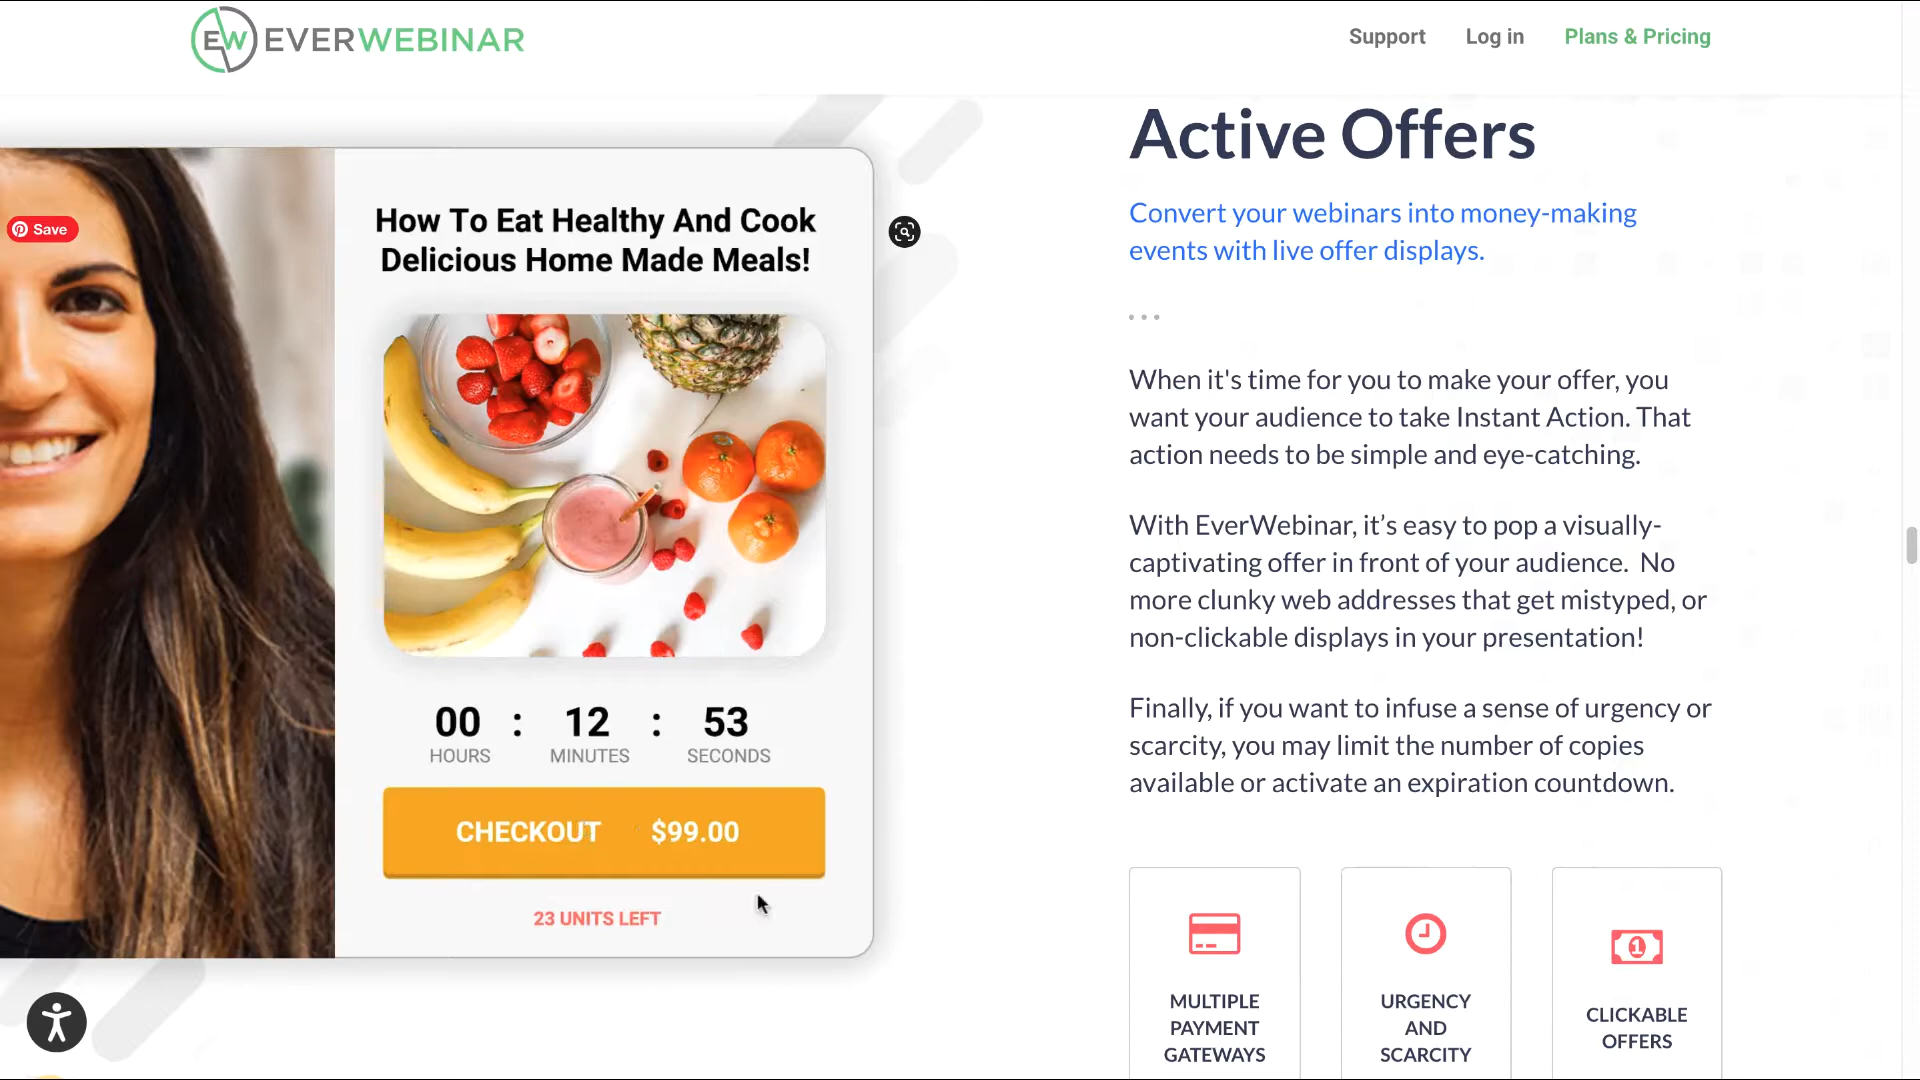 EW EVERWEBINAR
Support
Log in
Plans & Pricing
Save
How To Eat Healthy And Cook
Delicious Home Made Meals!
00 : 12 : 53
HOURS MINUTES SECONDS
CHECKOUT $99.00
23 UNITS LEFT
Active Offers
Convert your webinars into money-making
events with live offer displays.
When it's time for you to make your offer, you
want your audience to take Instant Action. That
action needs to be simple and eye-catching.
With EverWebinar, it’s easy to pop a visually-
captivating offer in front of your audience.  No
more clunky web addresses that get mistyped, or
non-clickable displays in your presentation!
Finally, if you want to infuse a sense of urgency or
scarcity, you may limit the number of copies
available or activate an expiration countdown.
MULTIPLE
PAYMENT
GATEWAYS
URGENCY
AND
SCARCITY
1
CLICKABLE
OFFERS